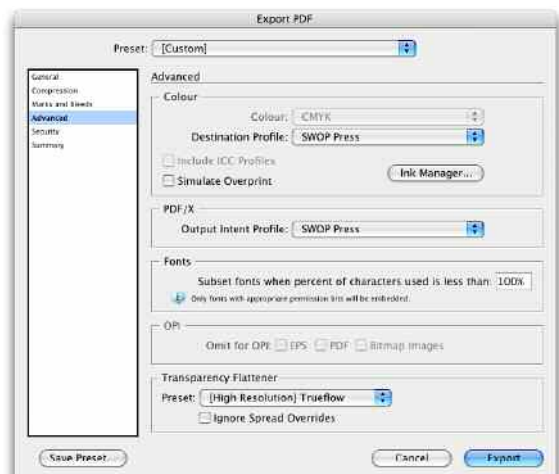 Export PDF
Preset: [Custom]
General
Compression
Marks and Bleeds
Advanced
Security
Summary
Advanced
Colour
Colour: CMYK
Destination Profile: SWOP Press
Include ICC Profiles
Simulate Overprint
Ink Manager...
PDF/X
Output Intent Profile: SWOP Press
Fonts
Subset fonts when percent of characters used is less than: 100%
Only fonts with appropriate permission bits will be embedded.
OPI
Omit for OPI: EPS PDF Bitmap Images
Transparency Flattener
Preset: [High Resolution] Trueflow
Ignore Spread Overrides
Save Preset...
Cancel
Export